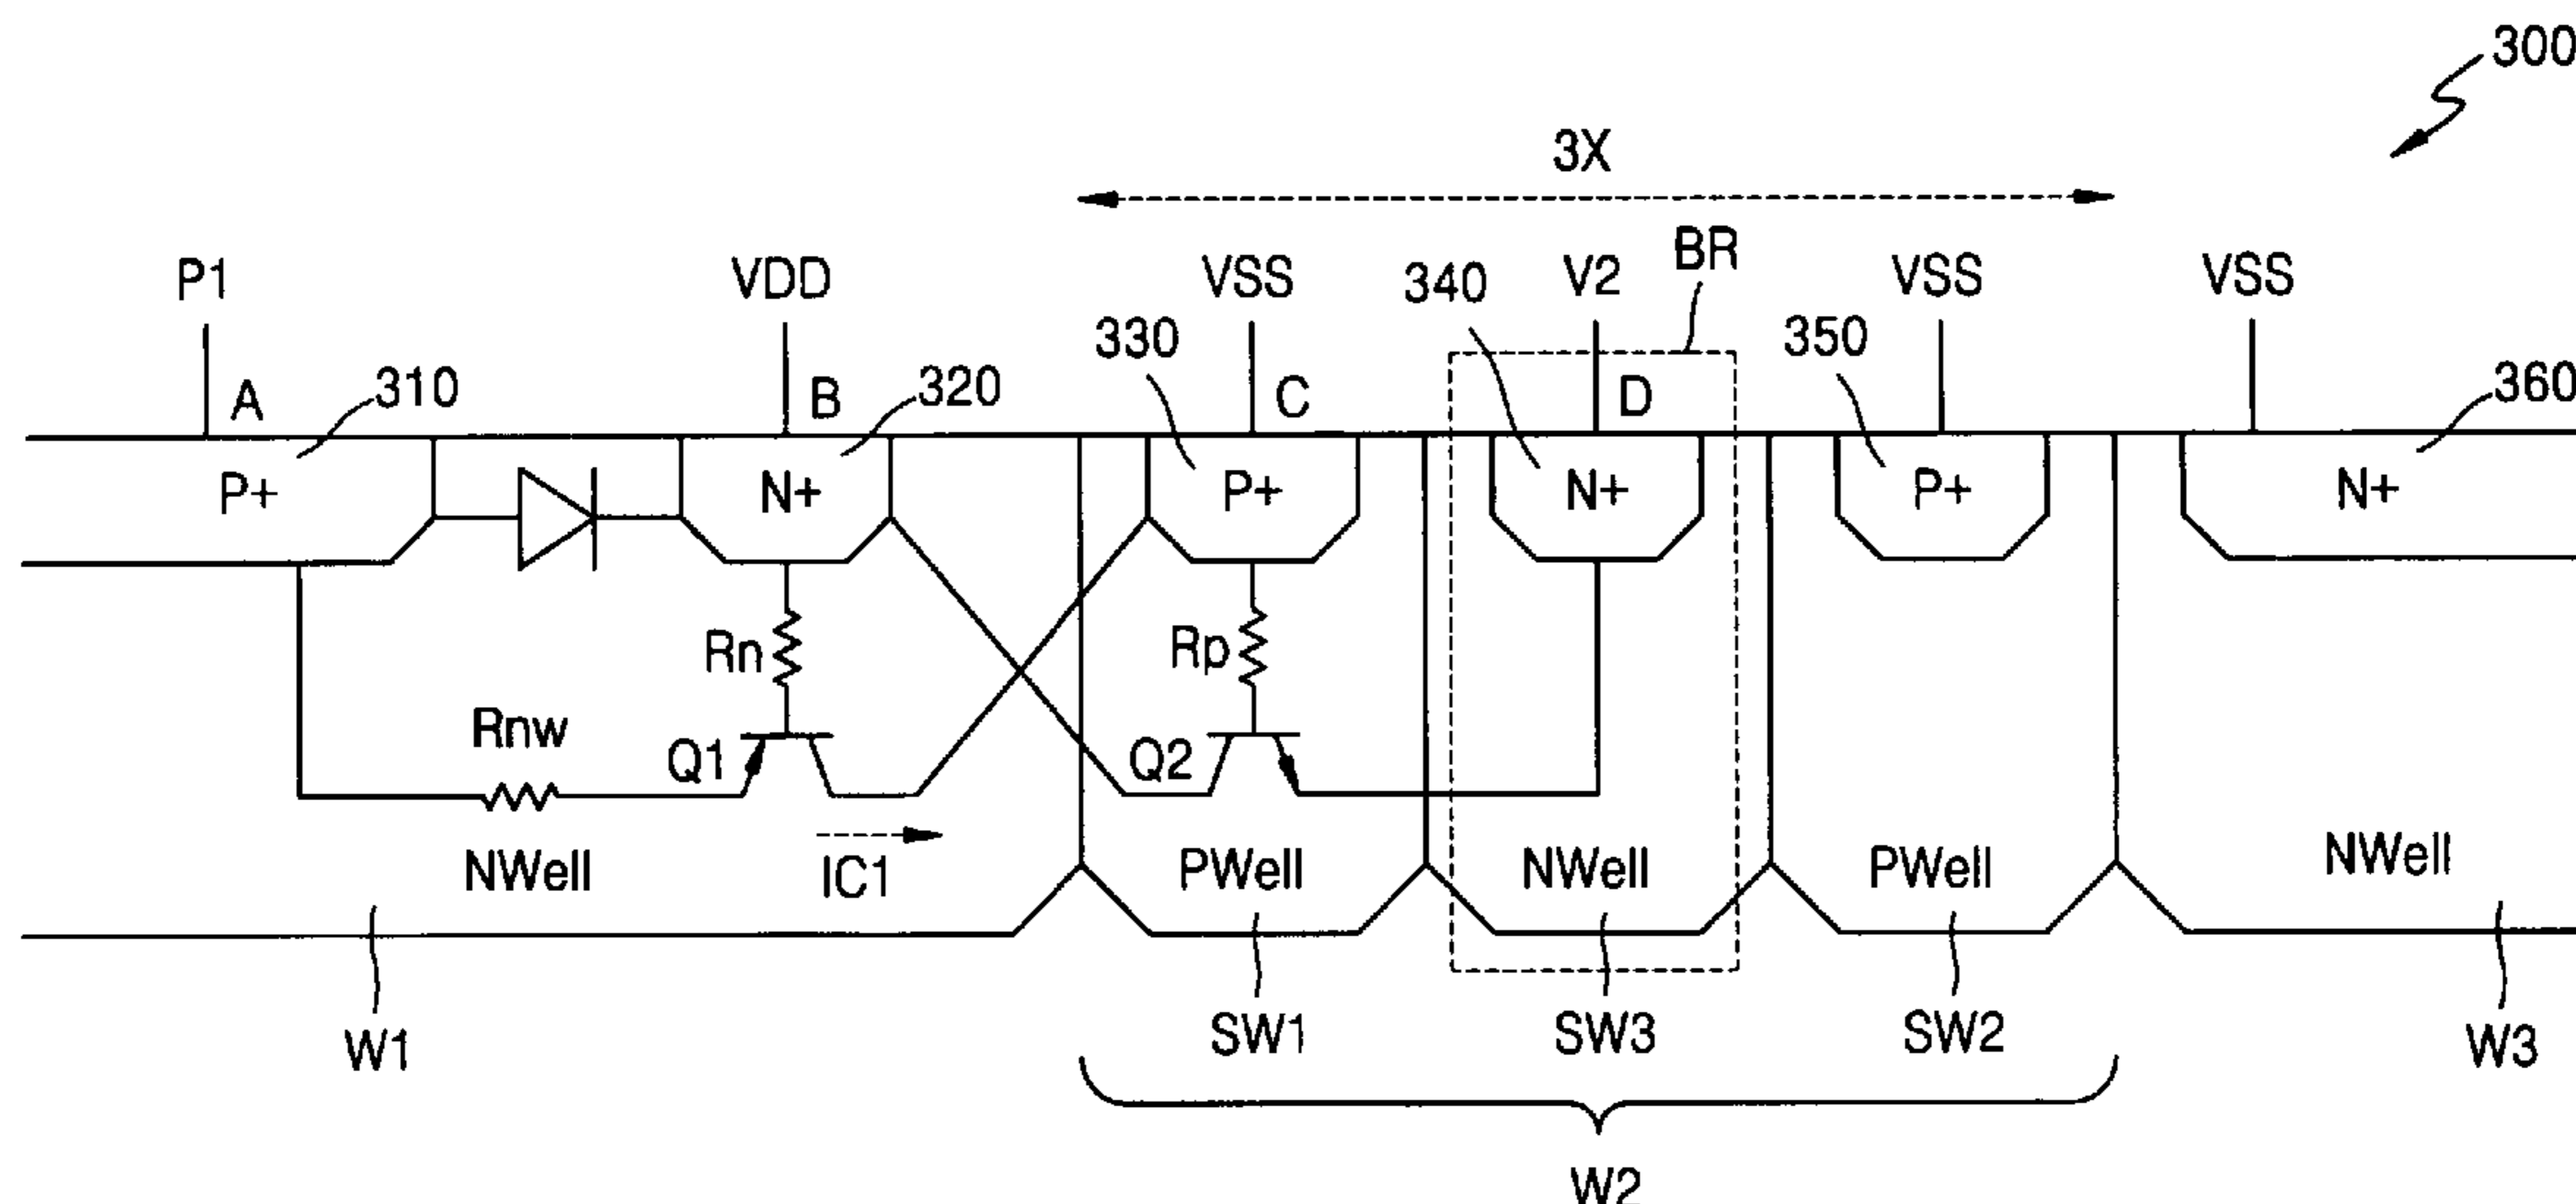 300
3X
BR
P1
VDD
VSS
340
V2
VSS
VSS
330
350
A
310
B
320
C
D
360
P+
N+
P+
N+
P+
N+
Rn
Rp
Rnw
Q1
Q2
NWell
IC1
PWell
NWell
PWell
NWell
W1
SW1
SW3
SW2
W3
W2